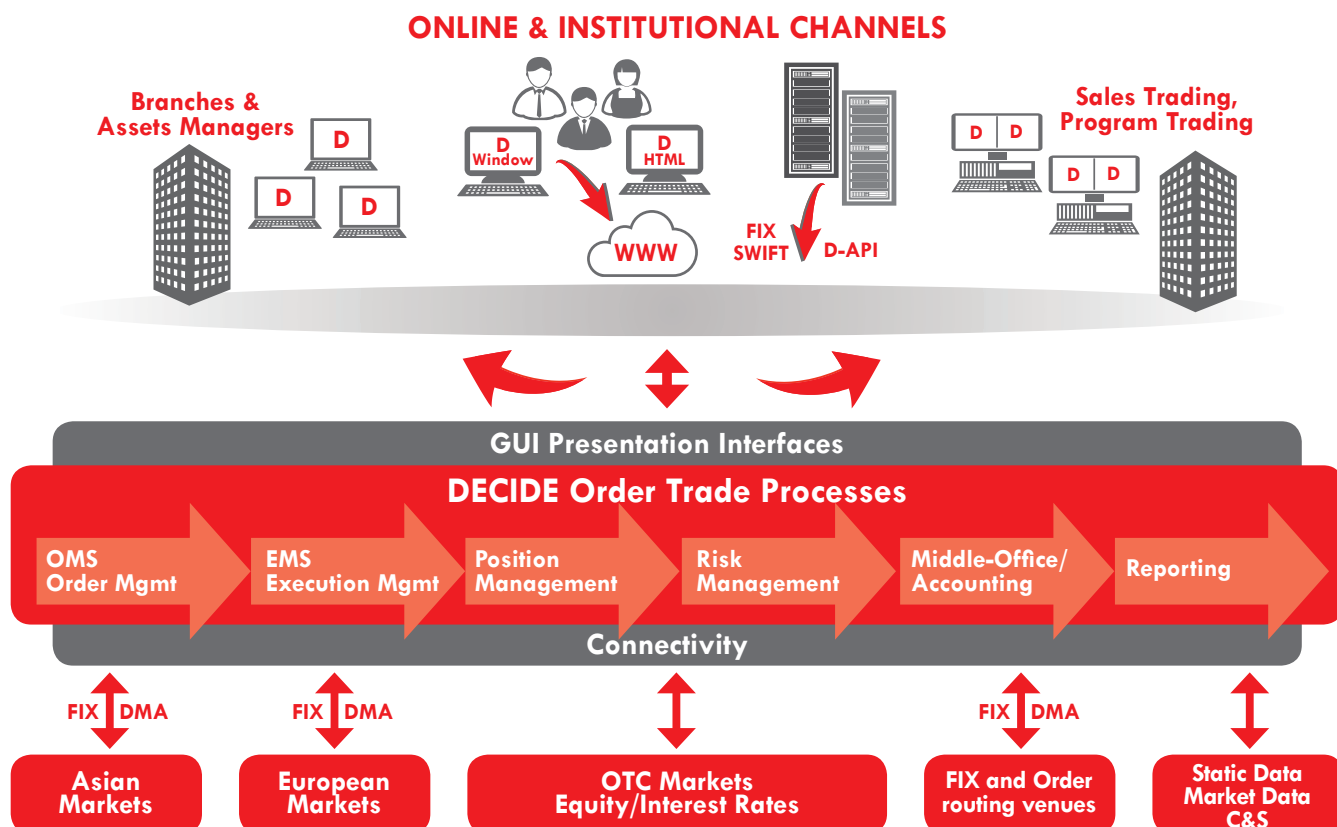 ONLINE & INSTITUTIONAL CHANNELS
Branches &
Assets Managers
D
D
D
D
Window
D
HTML
WWW
FIX
SWIFT
D-API
Sales Trading,
Program Trading
D D
D D
GUI Presentation Interfaces
DECIDE Order Trade Processes
OMS
Order Mgmt
EMS
Execution Mgmt
Position
Management
Risk
Management
Middle-Office/
Accounting
Reporting
Connectivity
FIX DMA
FIX DMA
FIX DMA
Asian
Markets
European
Markets
OTC Markets
Equity/Interest Rates
FIX and Order
routing venues
Static Data
Market Data
C&S